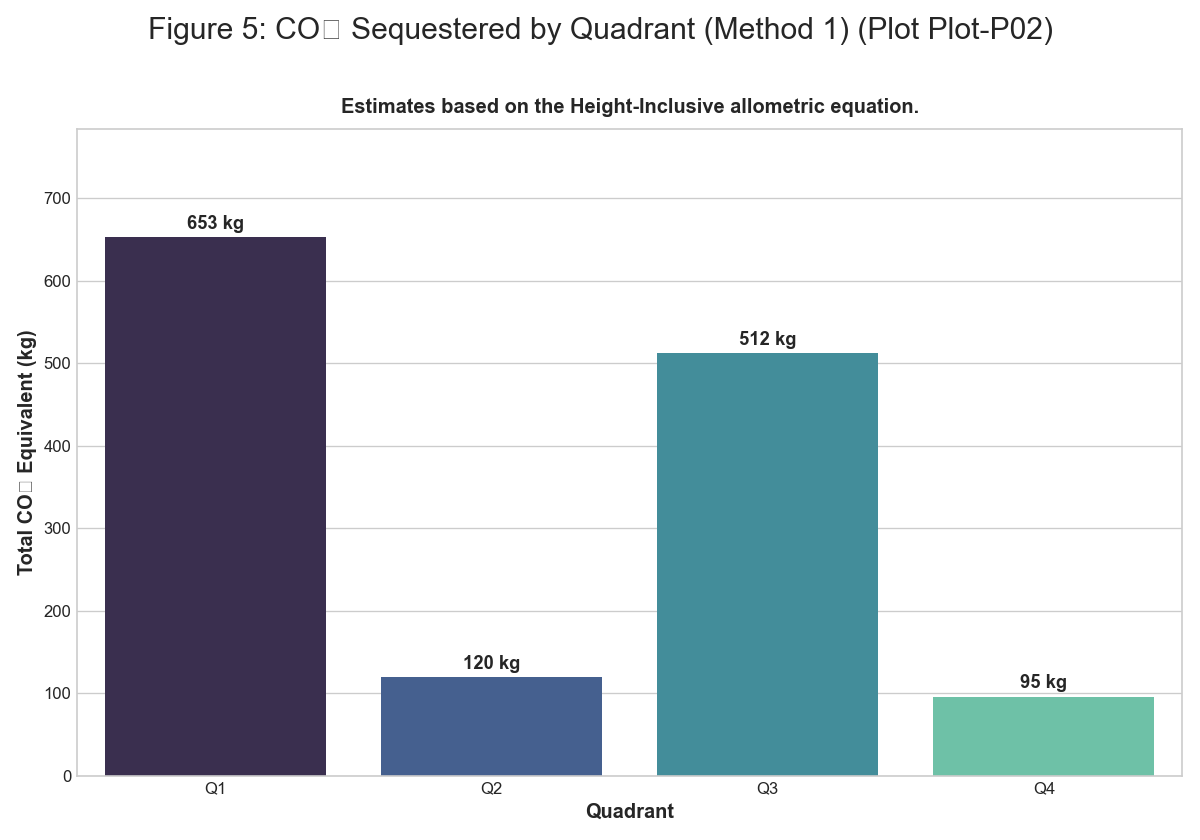 Figure 5: CO□ Sequestered by Quadrant (Method 1) (Plot Plot-P02)
Estimates based on the Height-Inclusive allometric equation.
Total CO□ Equivalent (kg)
700
600
500
400
300
200
100
0
653 kg
120 kg
512 kg
95 kg
Q1
Q2
Q3
Q4
Quadrant